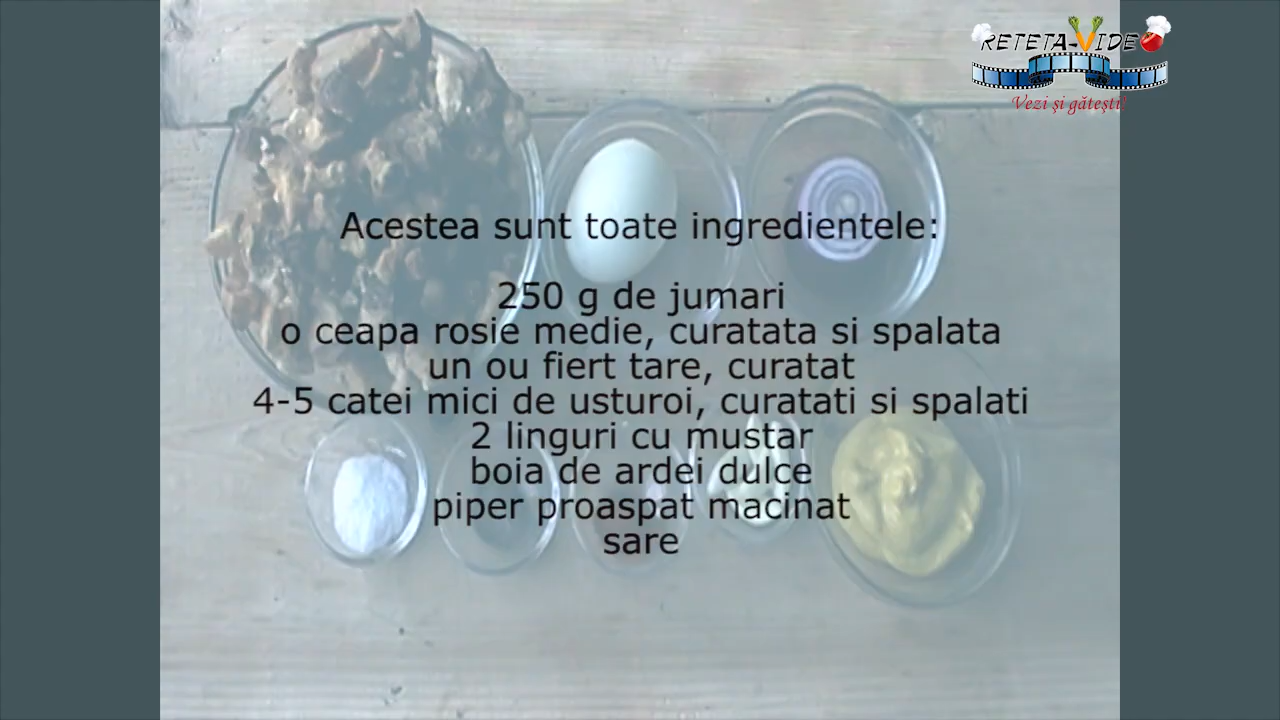 RETETA-VIDEO
Vezi și gătești!
Acestea sunt toate ingredientele:
250 g de jumari
o ceapa rosie medie, curatata si spalata
un ou fiert tare, curatat
4-5 catei mici de usturoi, curatati si spalati
2 linguri cu mustar
boia de ardei dulce
piper proaspat macinat
sare